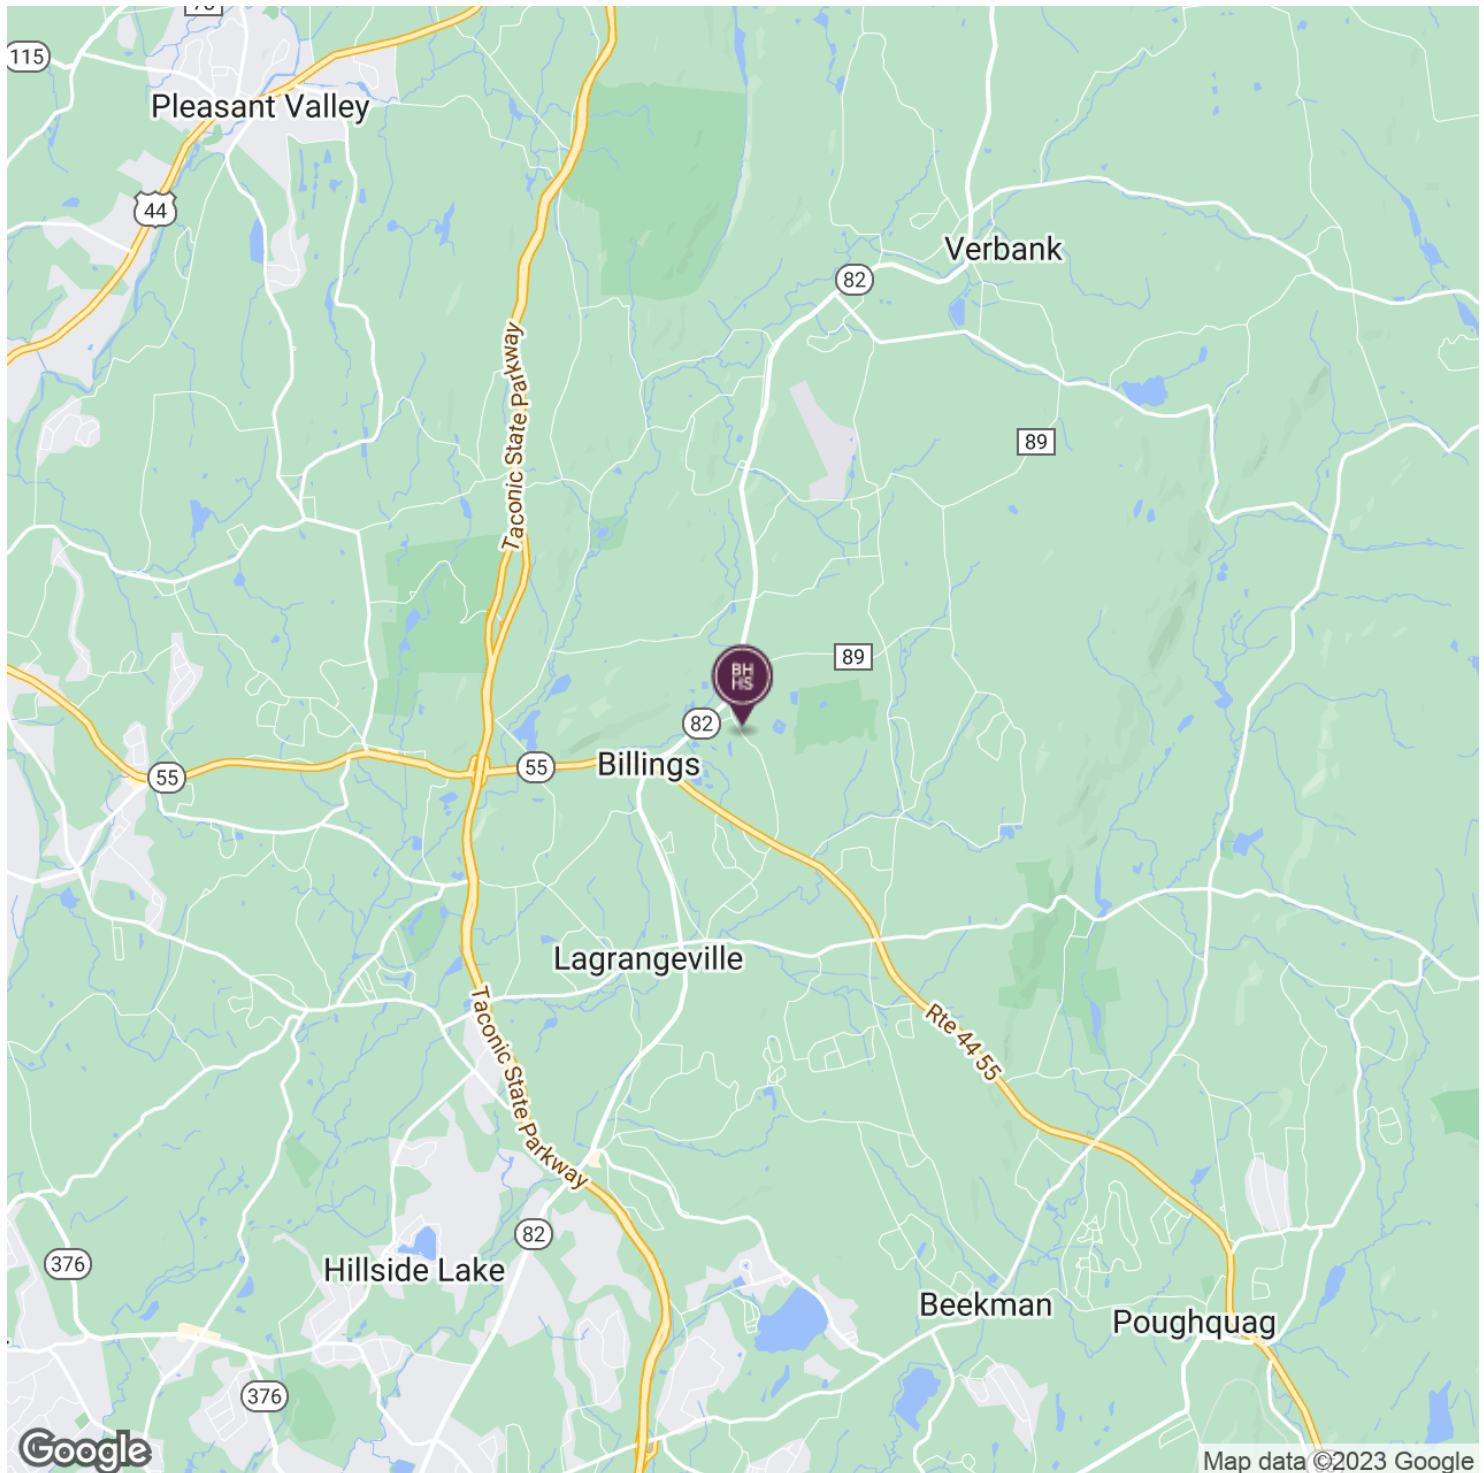 115
Pleasant Valley
44
Verbank
82
Taconic State Parkway
89
89
BH
HS
82
55
55
Billings
Lagrangeville
Taconic State Parkway
Rte 44 55
82
376
Hillside Lake
Beekman
Poughquag
376
Google
Map data ©2023 Google